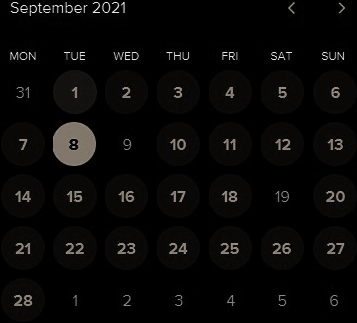 September 2021
MON TUE WED THU FRI SAT SUN
31 1 2 3 4 5 6
7 8 9 10 11 12 13
14 15 16 17 18 19 20
21 22 23 24 25 26 27
28 1 2 3 4 5 6